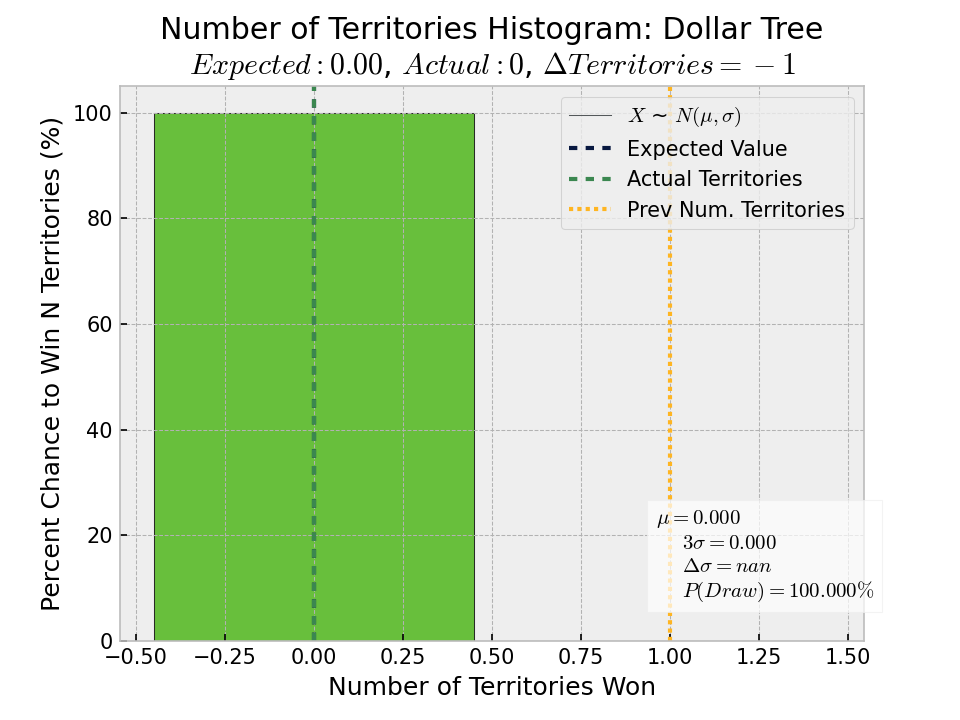 Number of Territories Histogram: Dollar Tree
Expected : 0.00, Actual : 0, ΔTerritories = −1
Percent Chance to Win N Territories (%)
100
80
60
40
20
0
X ~ N(μ, σ)
Expected Value
Actual Territories
Prev Num. Territories
μ = 0.000
3σ = 0.000
Δσ = nan
P(Draw) = 100.000%
−0.50 −0.25 0.00 0.25 0.50 0.75 1.00 1.25 1.50
Number of Territories Won